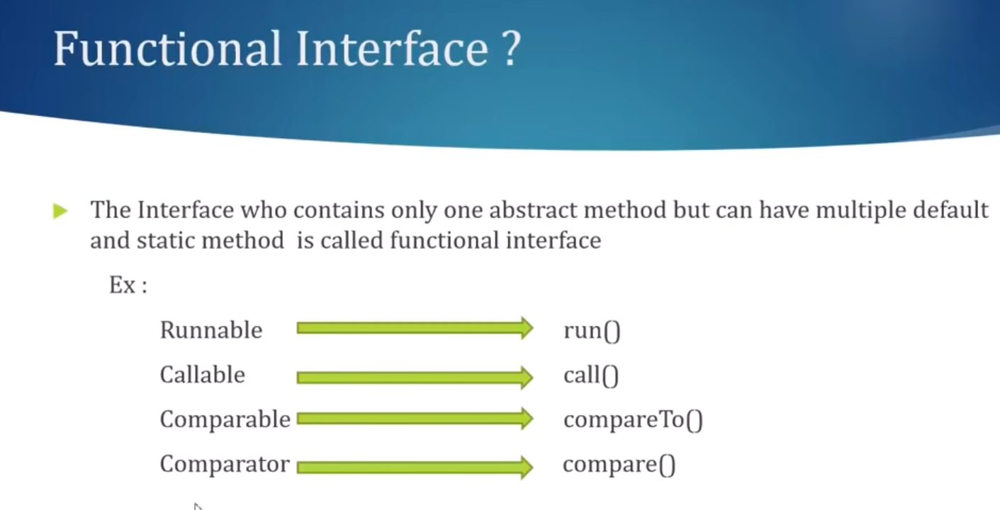 Functional Interface ?
The Interface who contains only one abstract method but can have multiple default
and static method is called functional interface
Ex :
Runnable run()
Callable call()
Comparable compareTo()
Comparator compare()